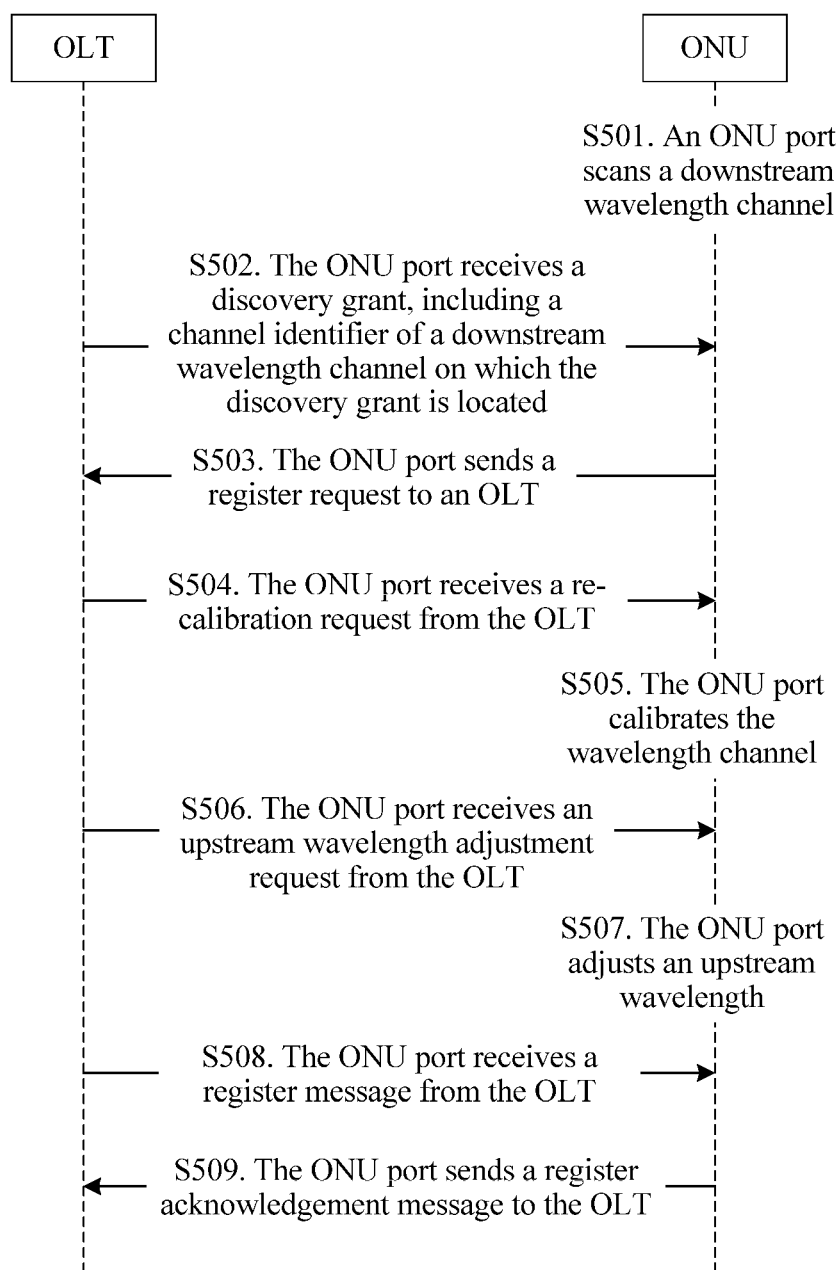 OLT
ONU
S501. An ONU port
scans a downstream
wavelength channel
S502. The ONU port receives a
discovery grant, including a
channel identifier of a downstream
wavelength channel on which the
discovery grant is located
S503. The ONU port sends a
register request to an OLT
S504. The ONU port receives a re-
calibration request from the OLT
S505. The ONU port
calibrates the
wavelength channel
S506. The ONU port receives an
upstream wavelength adjustment
request from the OLT
S507. The ONU port
adjusts an upstream
wavelength
S508. The ONU port receives a
register message from the OLT
S509. The ONU port sends a register
acknowledgement message to the OLT